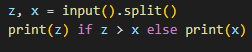 z, x = input().split()
print(z) if z > x else print(x)